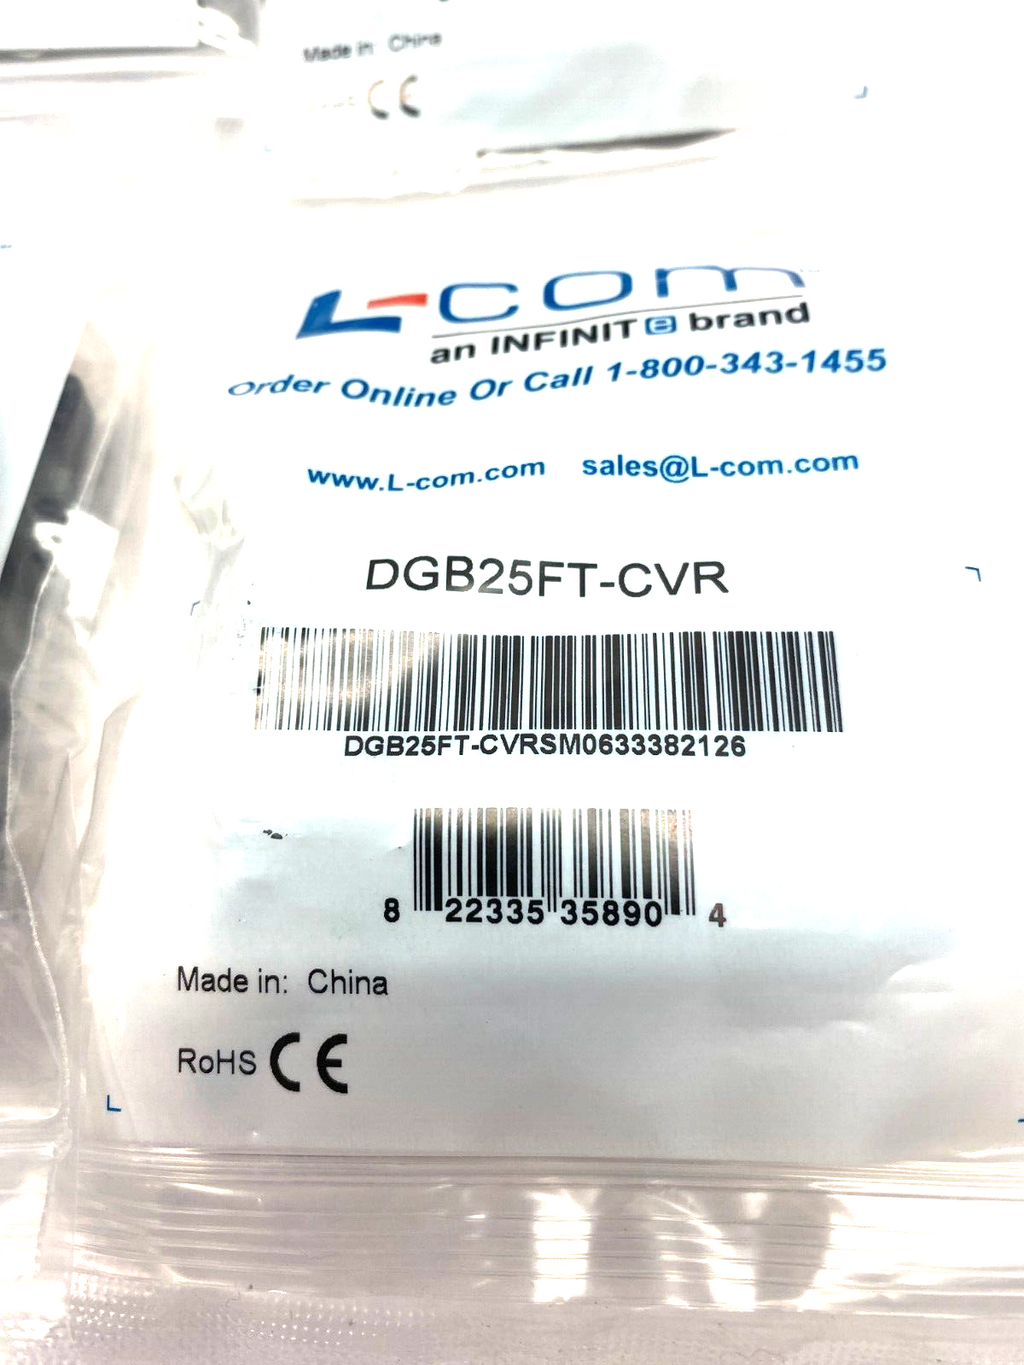 Made in: China
CE
L-com
an INFINITe brand
Order Online Or Call 1-800-343-1455
www.L-com.com sales@L-com.com
DGB25FT-CVR
DGB25FT-CVRSM0633382126
8 22335 35890 4
Made in: China
RoHS CE